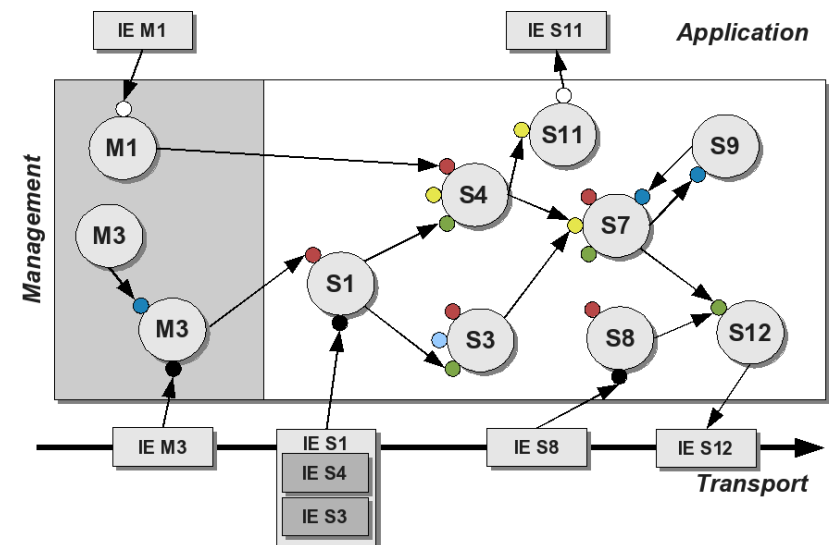 IE M1
IE S11
Application
Management
M1
S11
S9
S4
M3
S7
S1
M3
S3
S8
S12
IE M3
IE S1
IE S8
IE S12
IE S4
Transport
IE S3